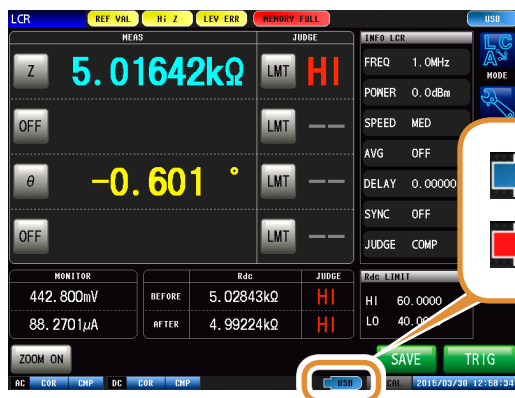 LCR REF VAL Hi Z LEV ERR MEMORY FULL USB
MEAS JUDGE INFO LCR
Z 5.01642kΩ LMT HI
OFF LMT ---
θ -0.601 ° LMT ---
OFF LMT ---
FREQ 1.0MHz
POWER 0.0dBm
SPEED MED
AVG OFF
DELAY 0.00000
SYNC OFF
JUDGE COMP
LC
A
MODE
MONITOR Rdc JUDGE Rdc LIMIT
442.800mV BEFORE 5.02843kΩ HI HI 60.0000
88.2701μA AFTER 4.99224kΩ HI LO 40.0000
ZOOM ON SAVE TRIG
AC COR CMP DC COR CMP USB CAL 2015/03/30 12:58:34